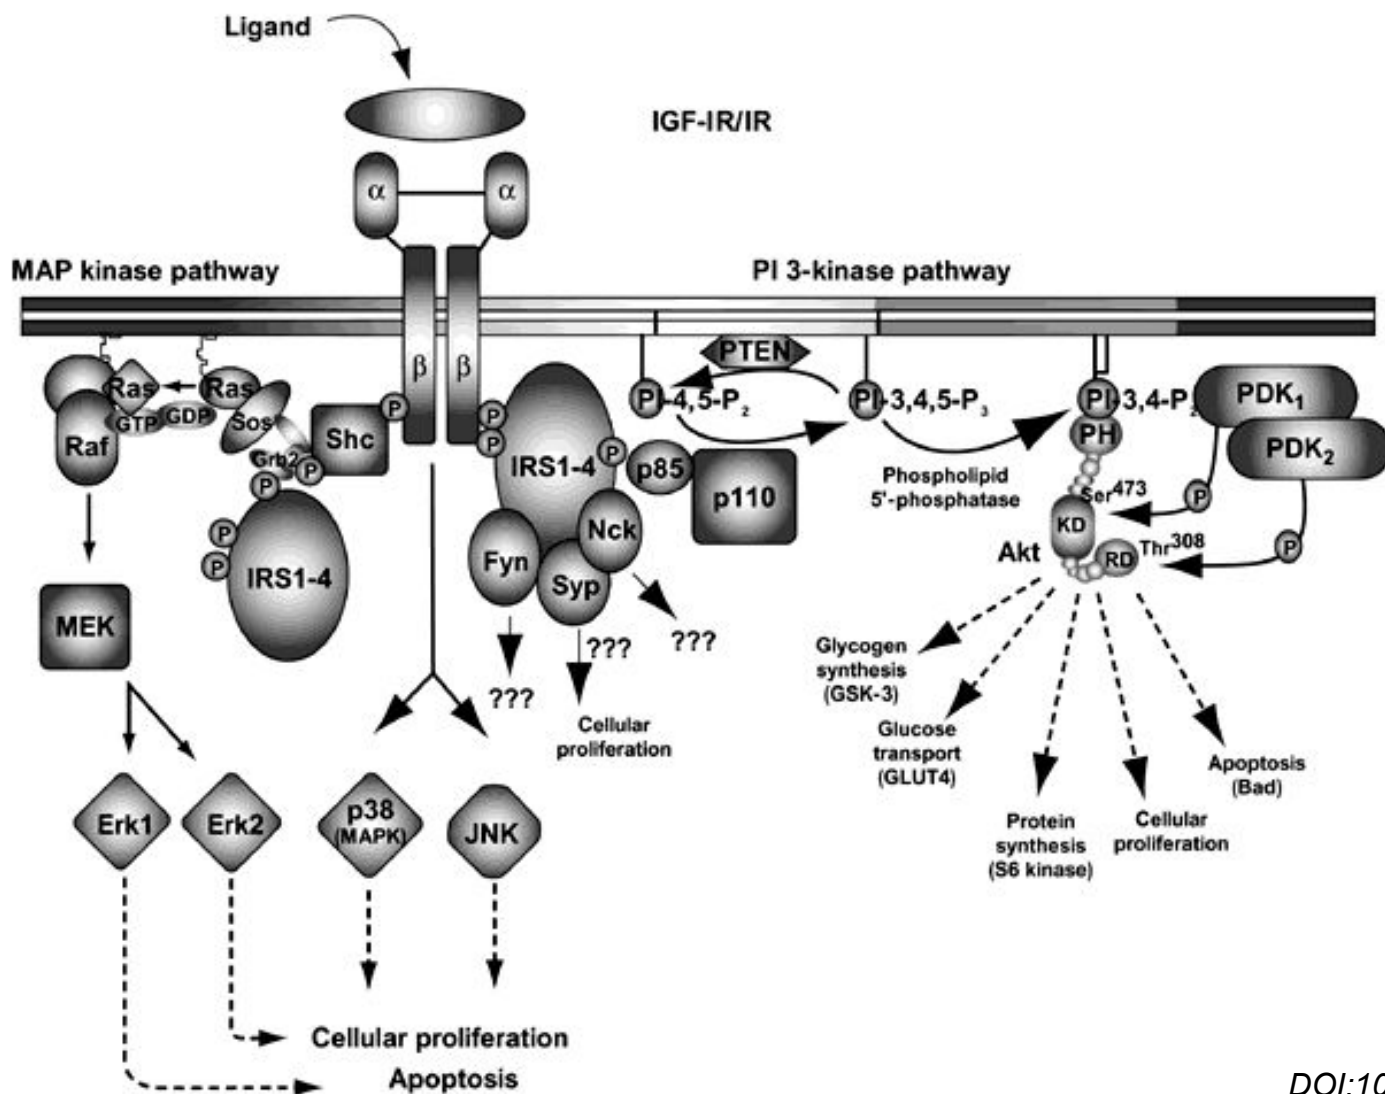 Ligand
IGF-IR/IR
α
α
MAP kinase pathway
PI 3-kinase pathway
β
β
PTEN
Ras
Ras
GTP
GDP
Sos
Raf
Grb2
P
P
P
Shc
P
P
IRS1-4
P
P
IRS1-4
P
p85
p110
Fyn
Syp
Nck
PI-4,5-P2
PI-3,4,5-P3
PI-3,4-P2
Phospholipid
5'-phosphatase
PH
PDK1
PDK2
P
P
Ser473
KD
Akt
RD
Thr308
MEK
???
???
???
Cellular
proliferation
Glycogen
synthesis
(GSK-3)
Glucose
transport
(GLUT4)
Protein
synthesis
(S6 kinase)
Cellular
proliferation
Apoptosis
(Bad)
Erk1
Erk2
p38
(MAPK)
JNK
Cellular proliferation
Apoptosis
DOI:10